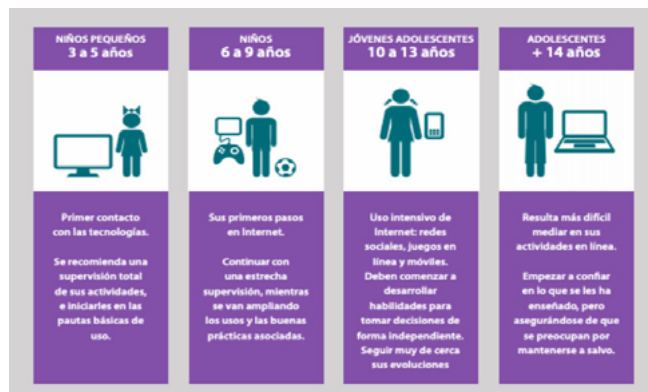 NIÑOS PEQUEÑOS
3 a 5 años
Primer contacto
con las tecnologías.
Se recomienda una
supervisión total
de sus actividades,
e iniciarles en las
pautas básicas de
uso.
NIÑOS
6 a 9 años
Sus primeros pasos
en Internet.
Continuar con
una estrecha
supervisión, mientras
se van ampliando
los usos y las buenas
prácticas asociadas.
JÓVENES ADOLESCENTES
10 a 13 años
Uso intensivo de
Internet: redes
sociales, juegos en
línea y móviles.
Deben comenzar a
desarrollar
habilidades para
tomar decisiones de
forma independiente.
Seguir muy de cerca
sus evoluciones
ADOLESCENTES
+ 14 años
Resulta más difícil
mediar en sus
actividades en línea.
Empezar a confiar
en lo que se les ha
enseñado, pero
asegurándose de que
se preocupan por
mantenerse a salvo.